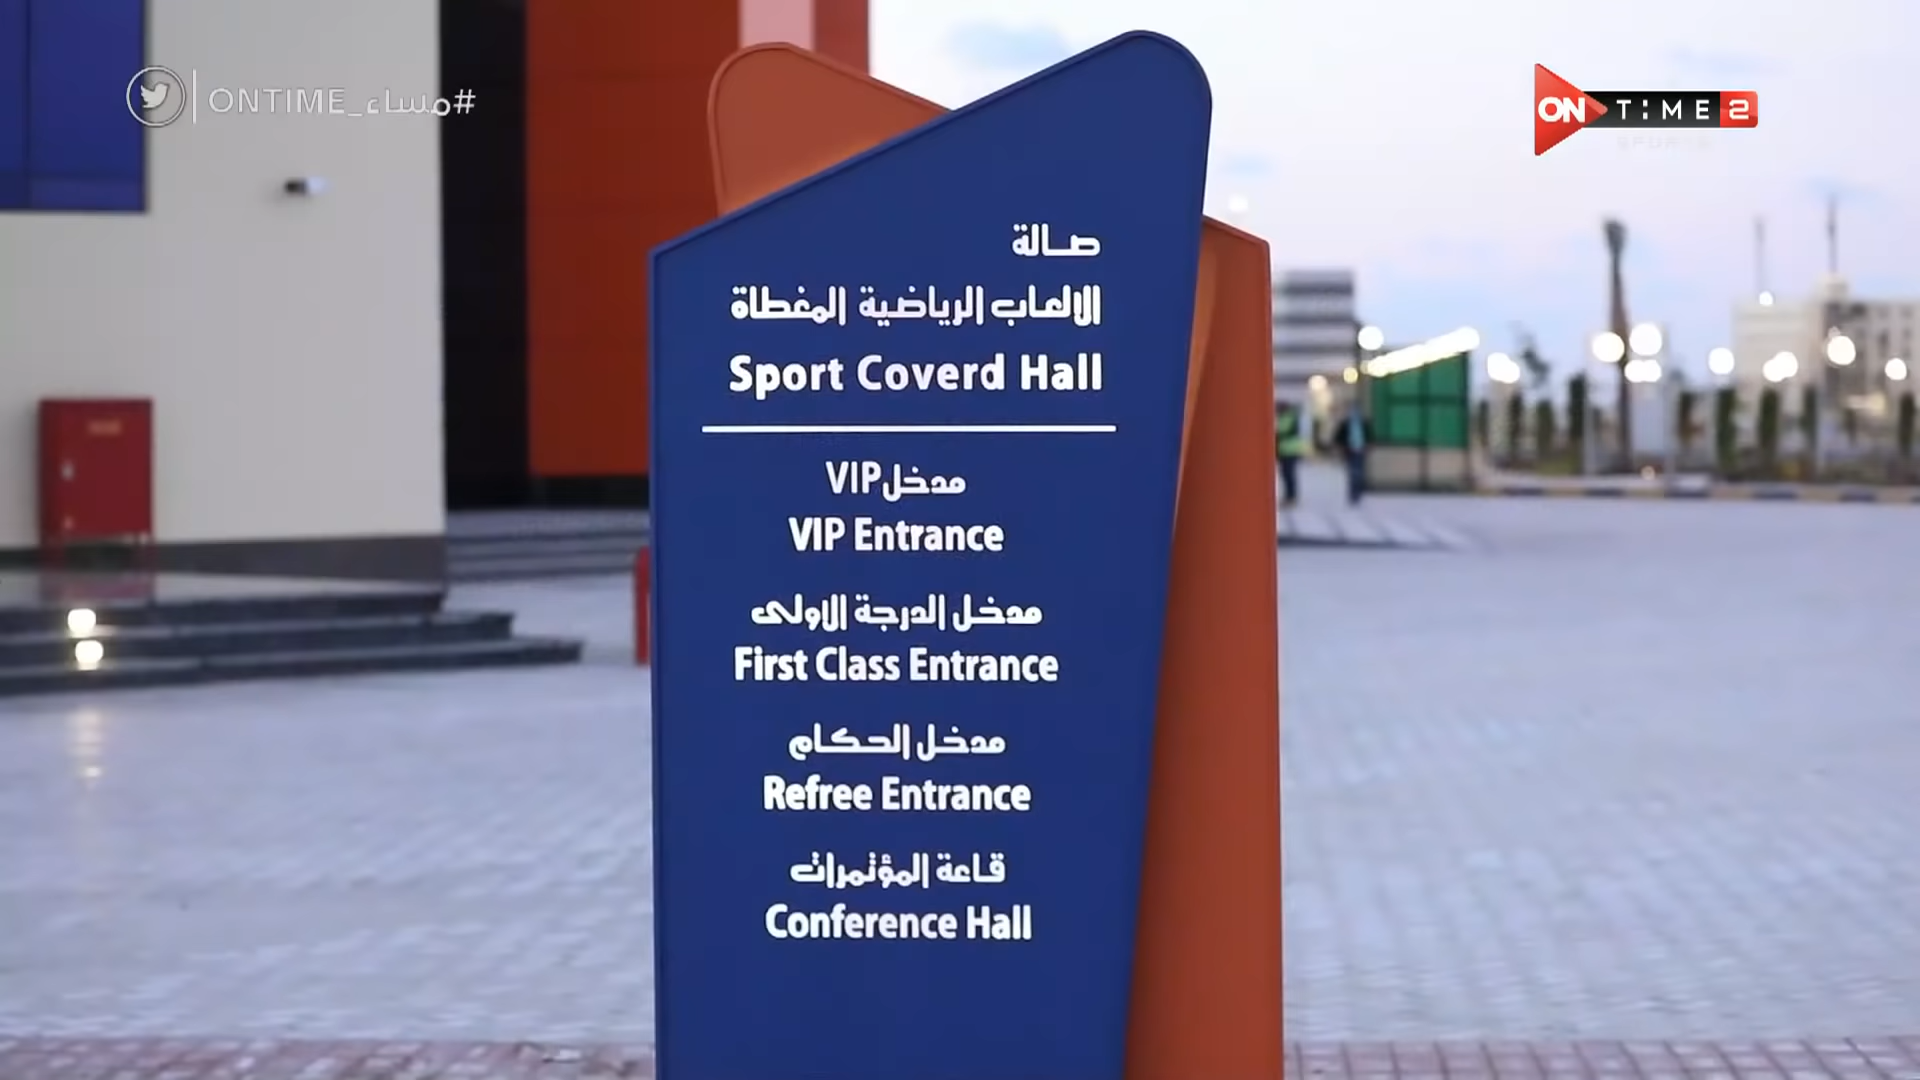 #مساء_ONTIME
ON TIME 2
SPORTS
صالة
الالعاب الرياضية المغطاة
Sport Coverd Hall
مدخل VIP
VIP Entrance
مدخل الدرجة الاولى
First Class Entrance
مدخل الحكام
Refree Entrance
قاعة المؤتمرات
Conference Hall